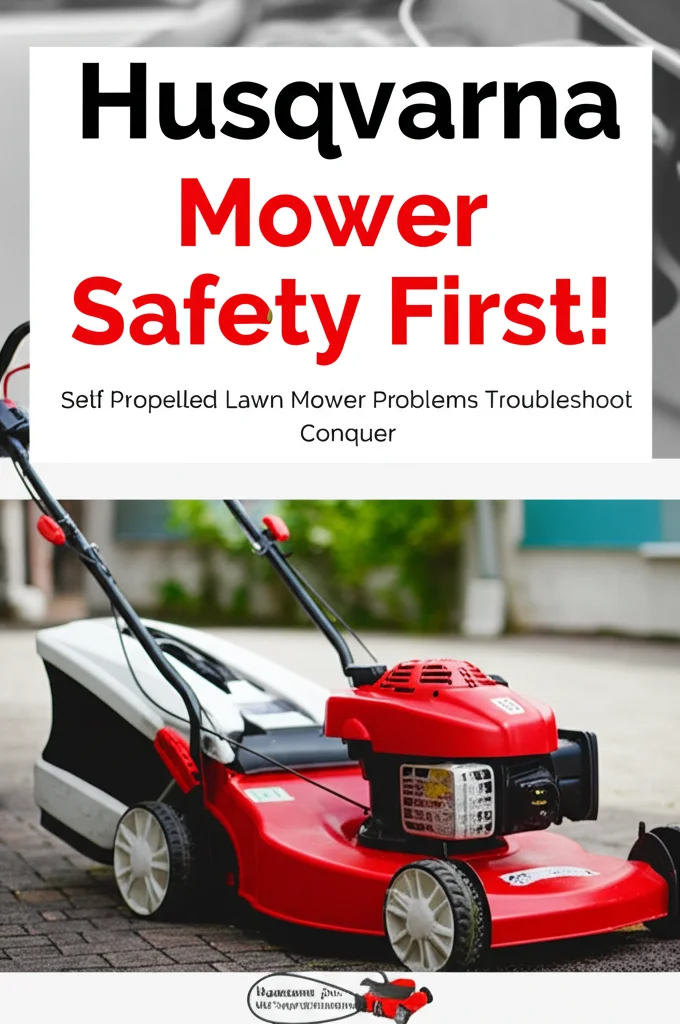 Husqvarna
Mower
Safety First!
Self Propelled Lawn Mower Problems Troubleshoot
Conquer